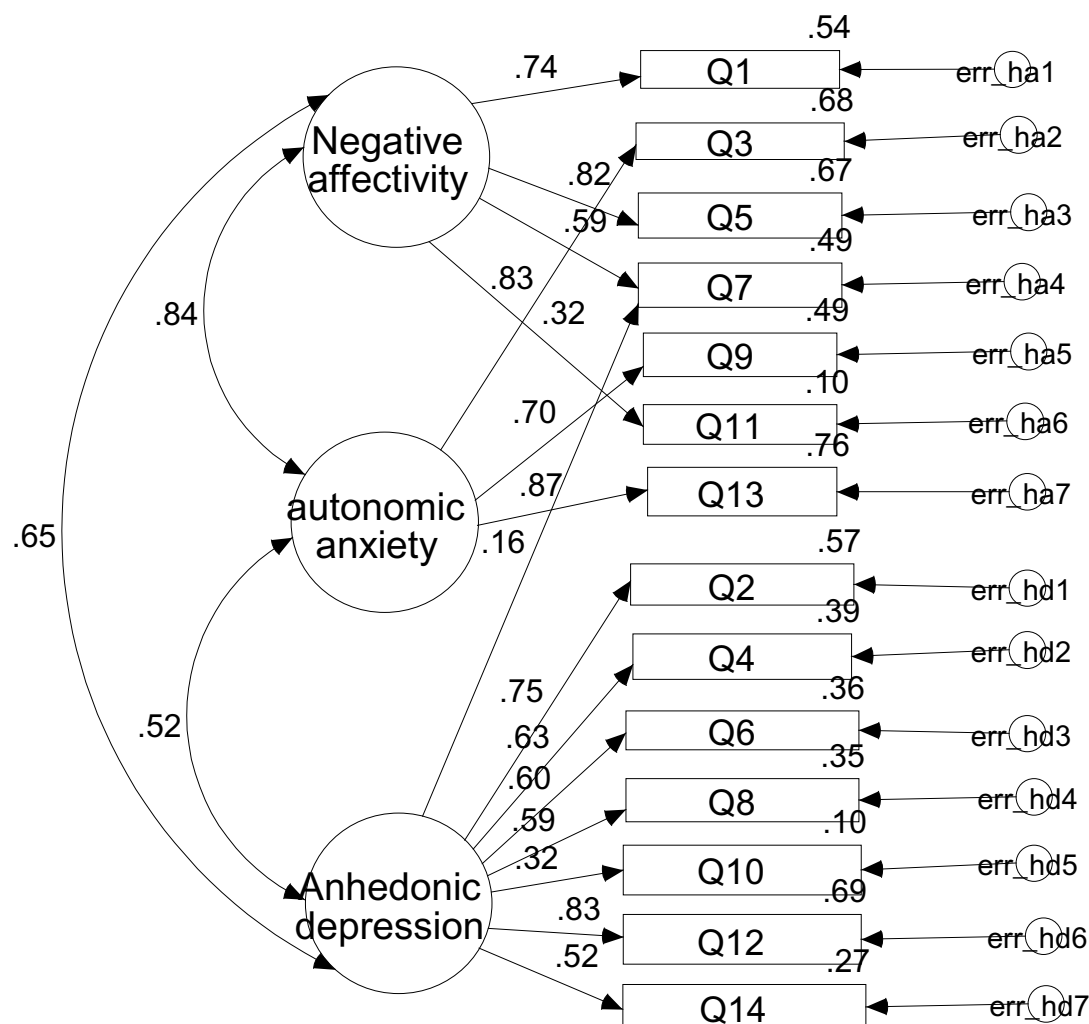 .54
.74
Q1
err_ha1
.68
Negative
affectivity
Q3
err_ha2
.67
.82
Q5
err_ha3
.59
.49
.83
Q7
err_ha4
.84
.32
.49
Q9
err_ha5
.10
.70
Q11
err_ha6
.76
.87
Q13
err_ha7
autonomic
anxiety
.65
.16
.57
Q2
err_hd1
.39
Q4
err_hd2
.75
.36
.52
.63
Q6
err_hd3
.35
.60
Q8
err_hd4
.59
.10
.32
Q10
err_hd5
.69
Anhedonic
depression
.83
Q12
err_hd6
.52
.27
Q14
err_hd7